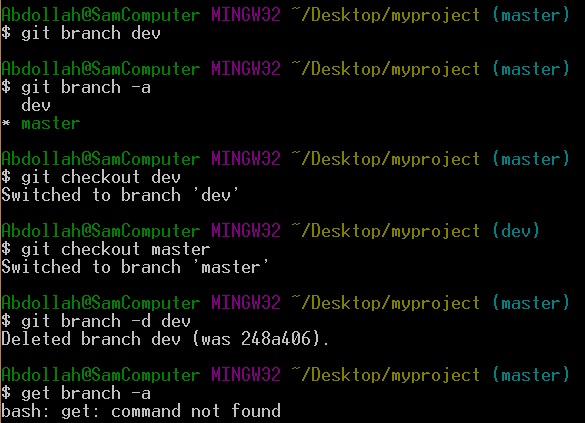 Abdollah@SamComputer MINGW32 ~/Desktop/myproject (master)
$ git branch dev
Abdollah@SamComputer MINGW32 ~/Desktop/myproject (master)
$ git branch -a
  dev
* master
Abdollah@SamComputer MINGW32 ~/Desktop/myproject (master)
$ git checkout dev
Switched to branch 'dev'
Abdollah@SamComputer MINGW32 ~/Desktop/myproject (dev)
$ git checkout master
Switched to branch 'master'
Abdollah@SamComputer MINGW32 ~/Desktop/myproject (master)
$ git branch -d dev
Deleted branch dev (was 248a406).
Abdollah@SamComputer MINGW32 ~/Desktop/myproject (master)
$ get branch -a
bash: get: command not found